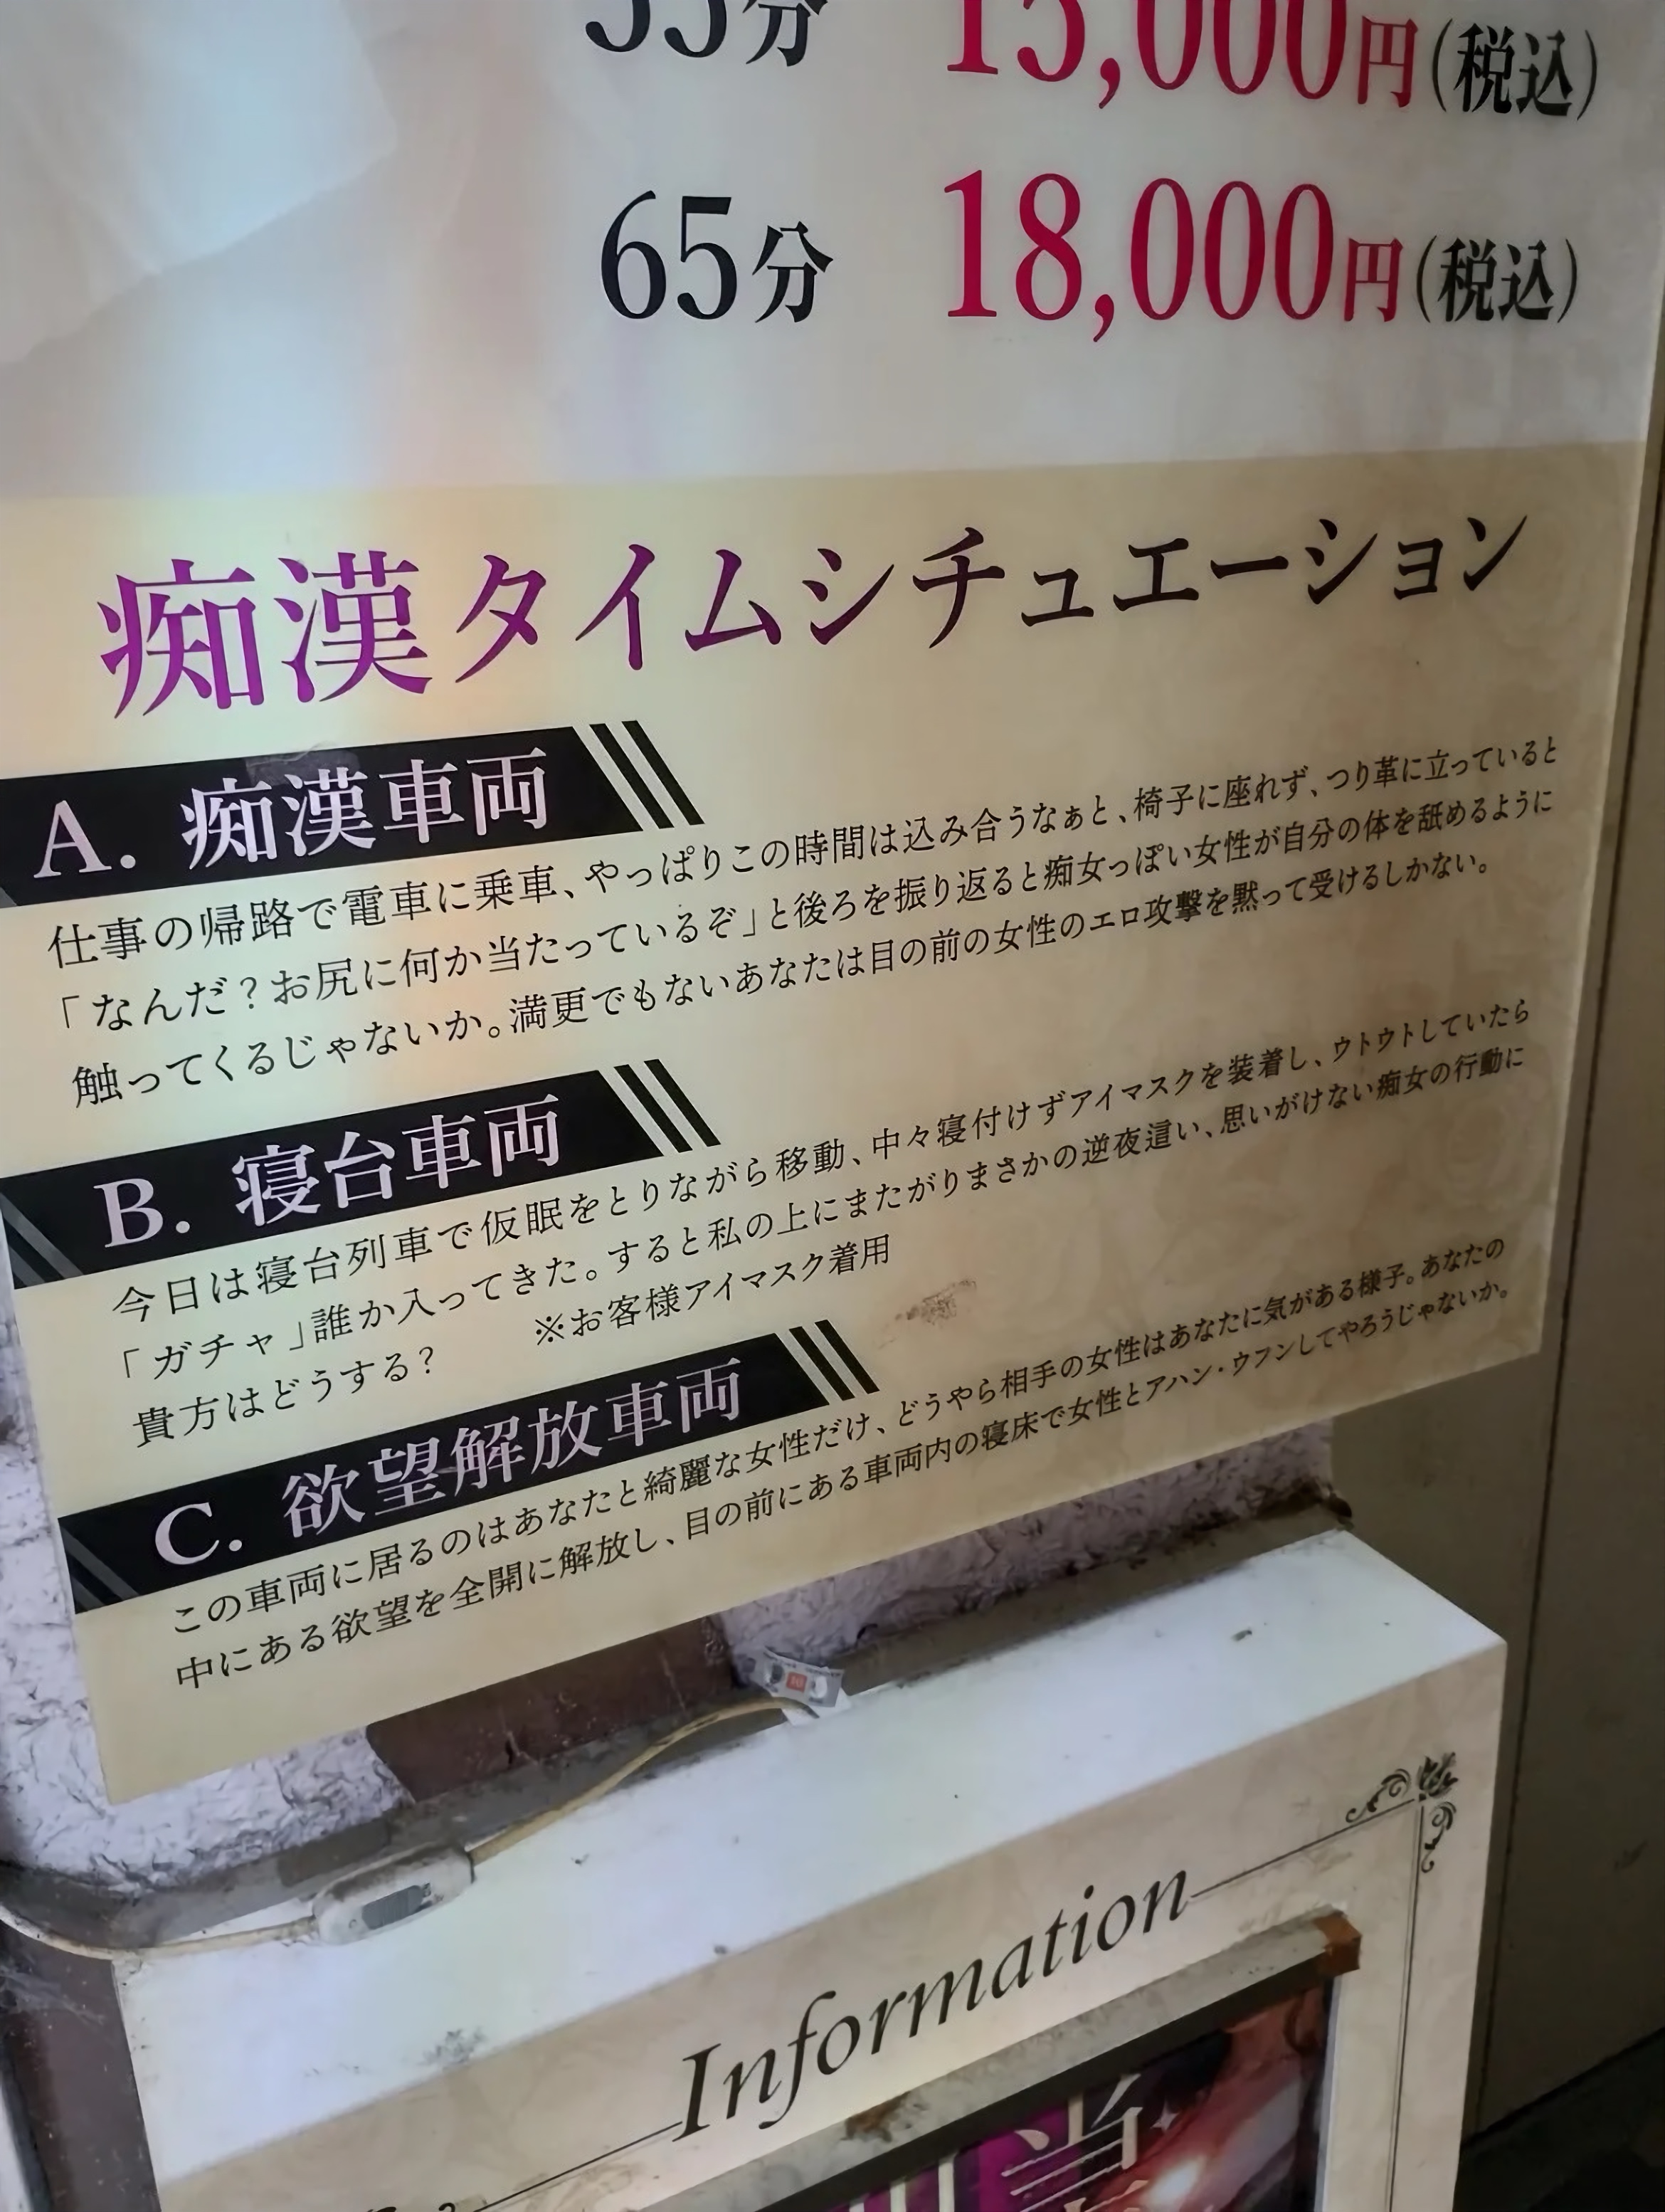 55分 15,000円(税込)
65分 18,000円(税込)
痴漢タイムシチュエーション
A. 痴漢車両
仕事の帰路で電車に乗車、やっぱりこの時間は込み合うなぁと、椅子に座れず、つり革に立っていると
「なんだ?お尻に何か当たっているぞ」と後ろを振り返ると痴女っぽい女性が自分の体を舐めるように
触ってくるじゃないか。満更でもないあなたは目の前の女性のエロ攻撃を黙って受けるしかない。
B. 寝台車両
今日は寝台列車で仮眠をとりながら移動、中々寝付けずアイマスクを装着し、ウトウトしていたら
「ガチャ」誰か入ってきた。すると私の上にまたがりまさかの逆夜這い、思いがけない痴女の行動に
貴方はどうする? ※お客様アイマスク着用
C. 欲望解放車両
この車両に居るのはあなたと綺麗な女性だけ、どうやら相手の女性はあなたに気がある様子。あなたの
中にある欲望を全開に解放し、目の前にある車両内の寝床で女性とアハン・ウフンしてやろうじゃないか。
Information
当